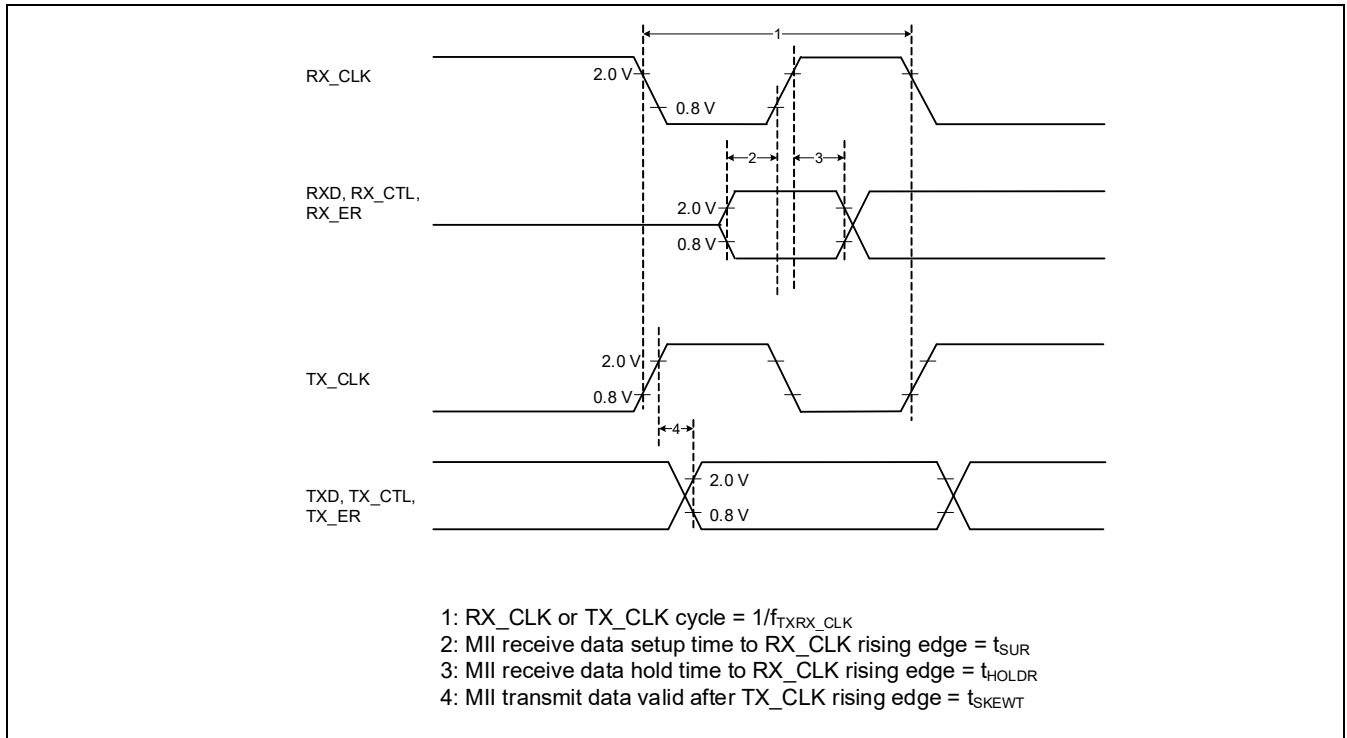 1
RX_CLK
2.0 V
0.8 V
2
3
RXD, RX_CTL,
RX_ER
2.0 V
0.8 V
2.0 V
TX_CLK
0.8 V
4
TXD, TX_CTL,
TX_ER
2.0 V
0.8 V
1: RX_CLK or TX_CLK cycle = 1/fTXRX_CLK
2: MII receive data setup time to RX_CLK rising edge = tSUR
3: MII receive data hold time to RX_CLK rising edge = tHOLDR
4: MII transmit data valid after TX_CLK rising edge = tSKEWT